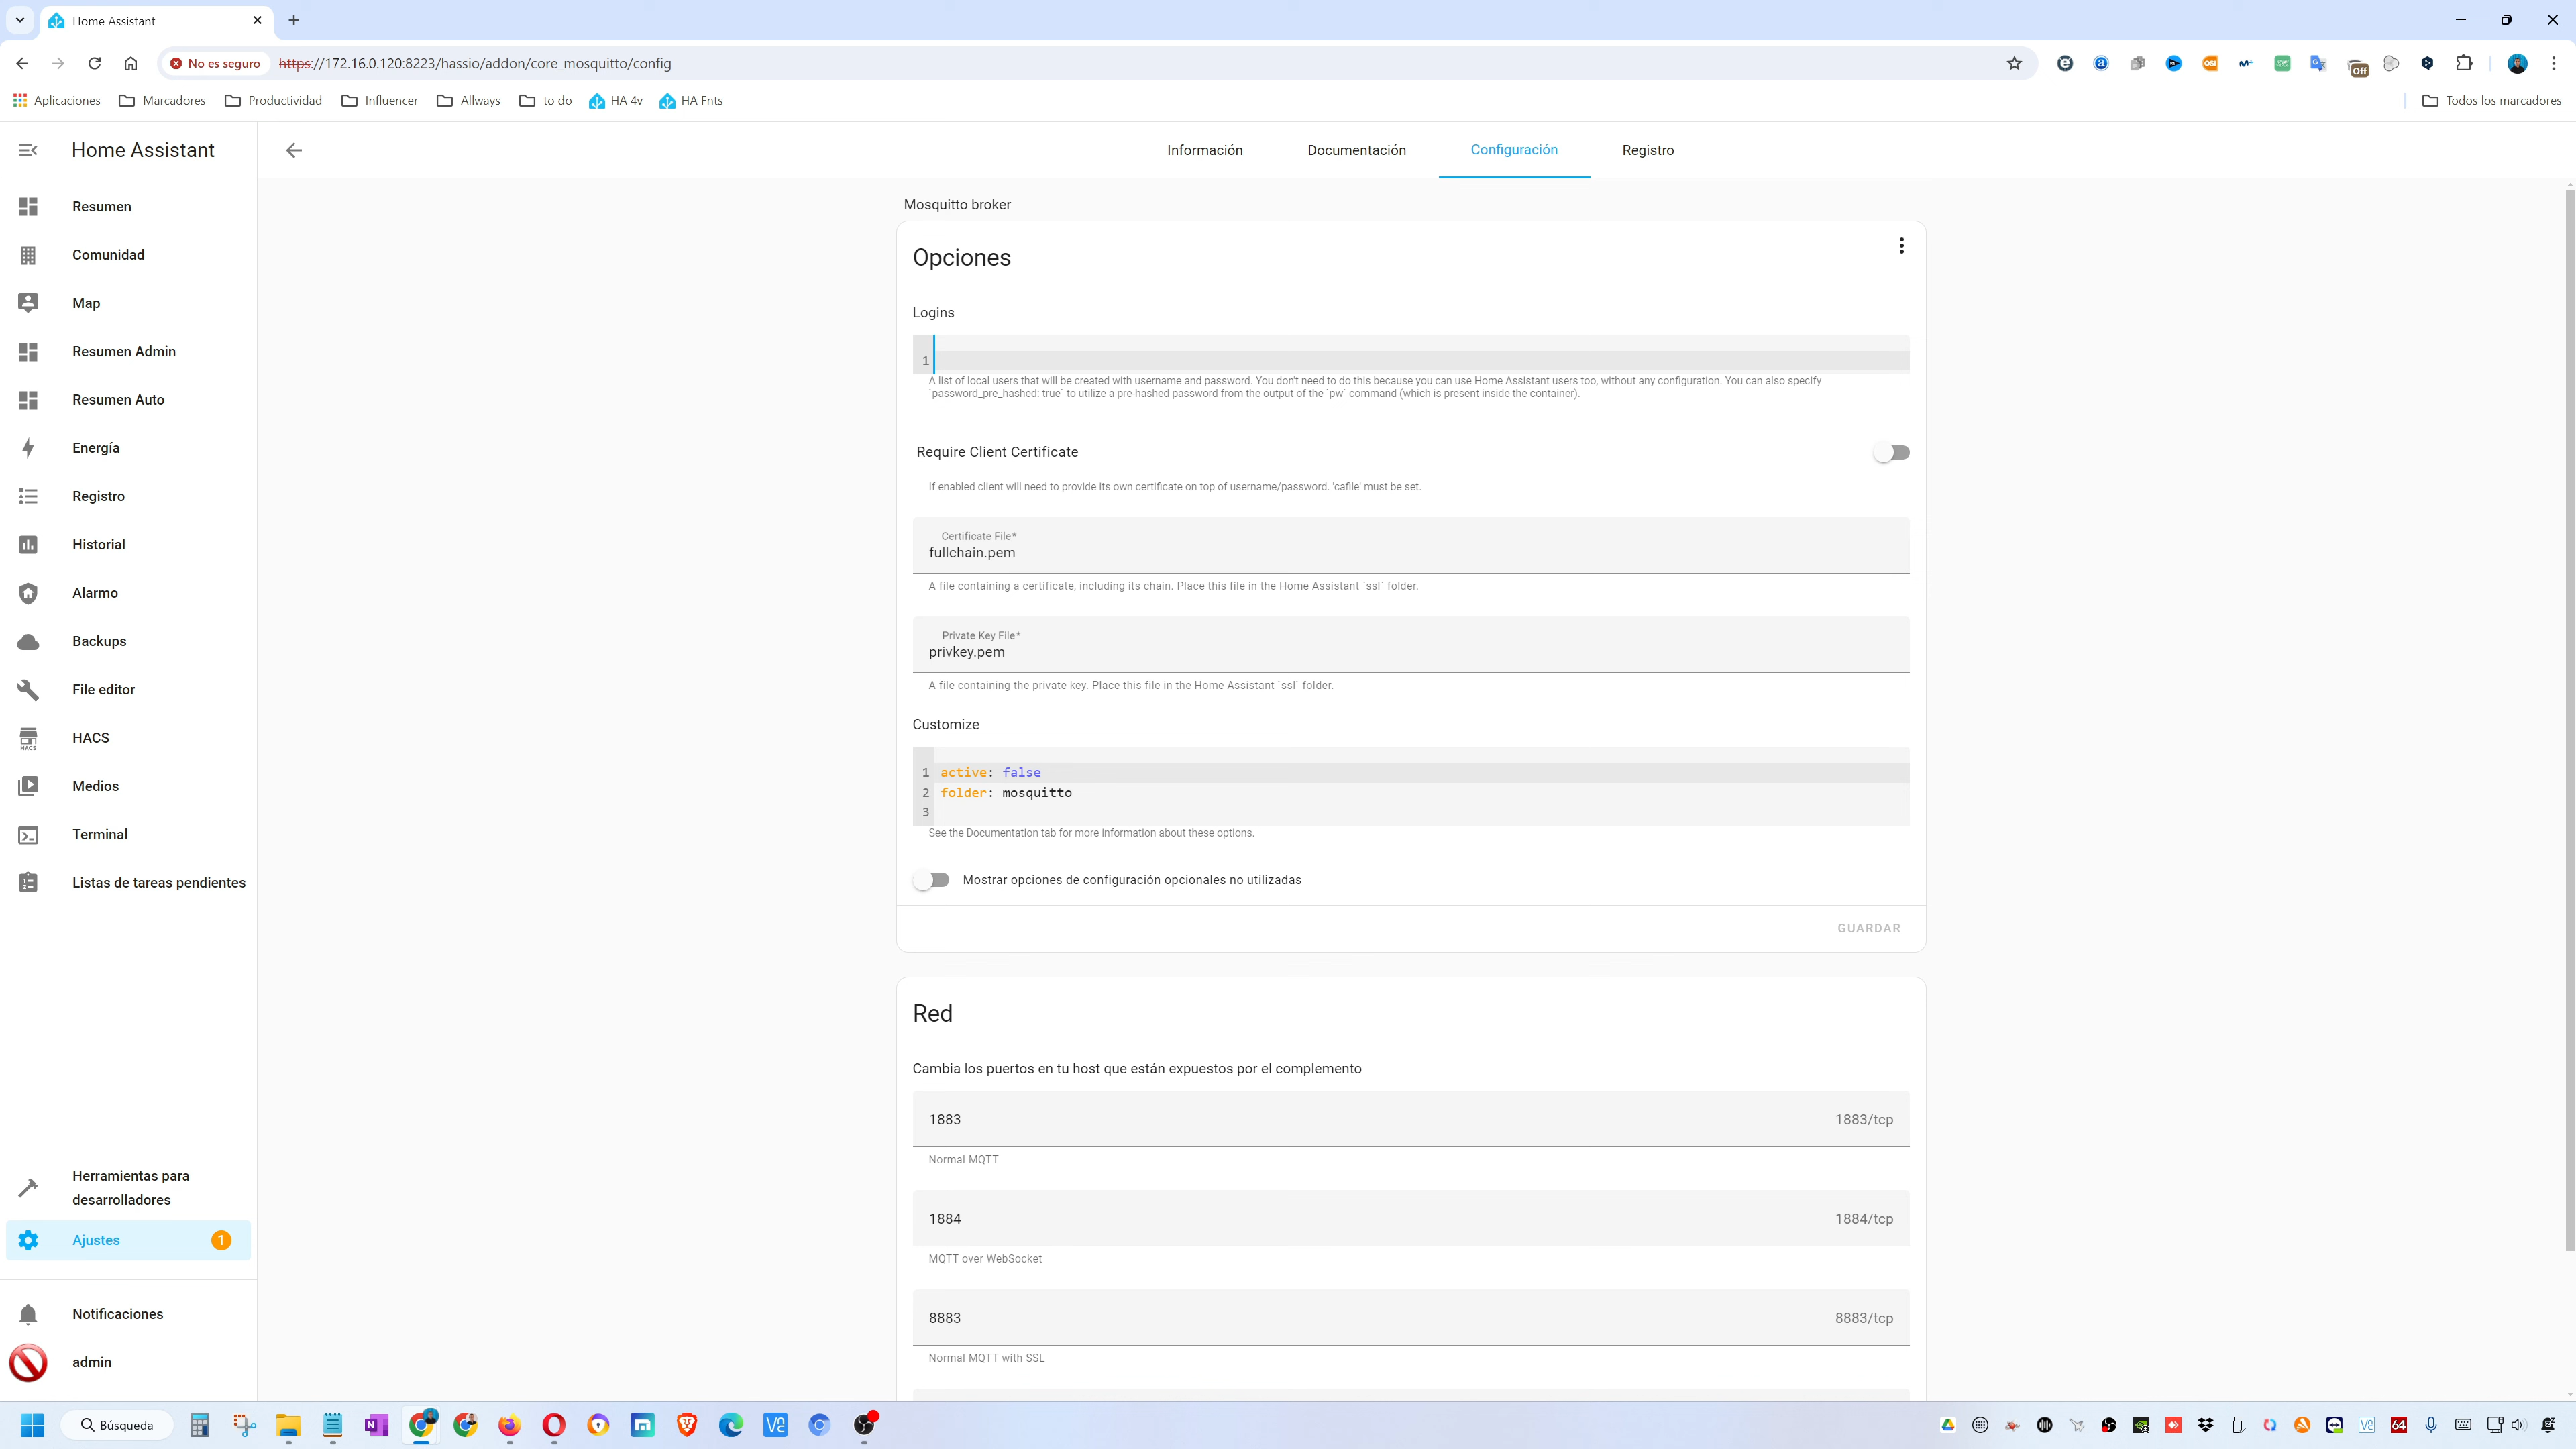 Home Assistant
No es seguro
https://172.16.0.120:8223/hassio/addon/core_mosquitto/config
Off
Aplicaciones
Marcadores
Productividad
Influencer
Allways
to do
HA 4v
HA Fnts
Todos los marcadores
Home Assistant
Información
Documentación
Configuración
Registro
Resumen
Comunidad
Map
Resumen Admin
Resumen Auto
Energía
Registro
Historial
Alarmo
Backups
File editor
HACS
HACS
Medios
Terminal
Listas de tareas pendientes
Herramientas para
desarrolladores
Ajustes
1
Notificaciones
admin
Mosquitto broker
Opciones
Logins
1
A list of local users that will be created with username and password. You don't need to do this because you can use Home Assistant users too, without any configuration. You can also specify
`password_pre_hashed: true` to utilize a pre-hashed password from the output of the `pw` command (which is present inside the container).
Require Client Certificate
If enabled client will need to provide its own certificate on top of username/password. 'cafile' must be set.
Certificate File*
fullchain.pem
A file containing a certificate, including its chain. Place this file in the Home Assistant `ssl` folder.
Private Key File*
privkey.pem
A file containing the private key. Place this file in the Home Assistant `ssl` folder.
Customize
1 active: false
2 folder: mosquitto
3
See the Documentation tab for more information about these options.
Mostrar opciones de configuración opcionales no utilizadas
GUARDAR
Red
Cambia los puertos en tu host que están expuestos por el complemento
1883 1883/tcp
Normal MQTT
1884 1884/tcp
MQTT over WebSocket
8883 8883/tcp
Normal MQTT with SSL
Búsqueda
64